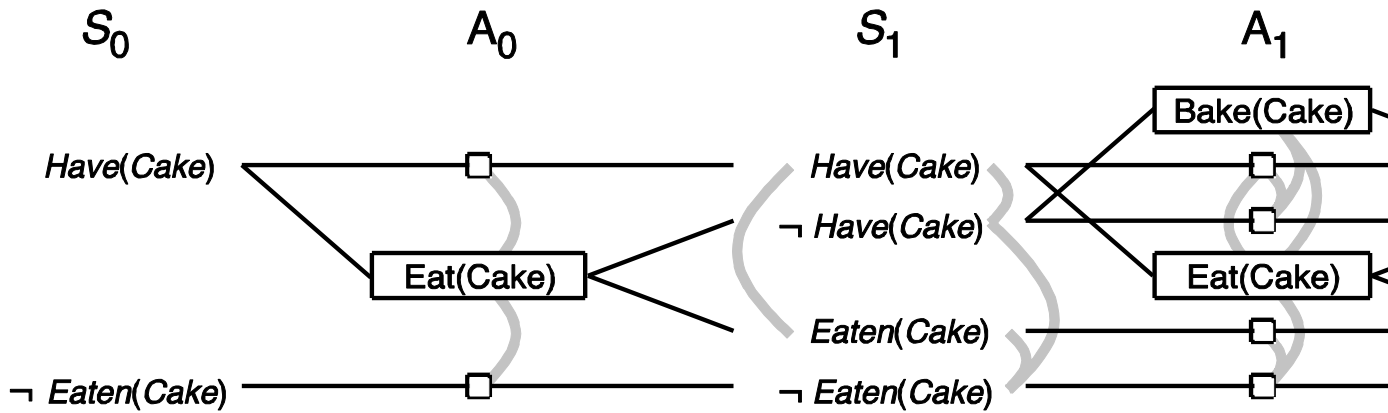 S0 A0 S1 A1
Bake(Cake)
Have(Cake) Have(Cake)
¬ Have(Cake)
Eat(Cake) Eat(Cake)
Eaten(Cake)
¬ Eaten(Cake) ¬ Eaten(Cake)